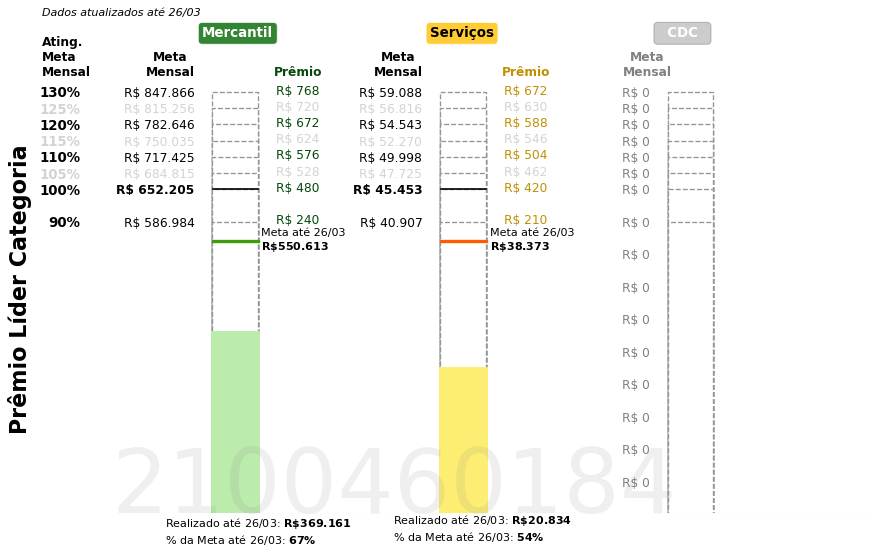 Dados atualizados até 26/03
Mercantil Serviços CDC
Ating. Meta Mensal Meta Mensal Prêmio Meta Mensal Prêmio Meta Mensal
130% R$ 847.866 R$ 768 R$ 59.088 R$ 672 R$ 0
125% R$ 815.256 R$ 720 R$ 56.816 R$ 630 R$ 0
120% R$ 782.646 R$ 672 R$ 54.543 R$ 588 R$ 0
115% R$ 750.035 R$ 624 R$ 52.270 R$ 546 R$ 0
110% R$ 717.425 R$ 576 R$ 49.998 R$ 504 R$ 0
105% R$ 684.815 R$ 528 R$ 47.725 R$ 462 R$ 0
100% R$ 652.205 R$ 480 R$ 45.453 R$ 420 R$ 0
90% R$ 586.984 R$ 240 R$ 40.907 R$ 210 R$ 0
Meta até 26/03 Meta até 26/03
R$550.613 R$38.373
R$ 0
R$ 0
R$ 0
R$ 0
R$ 0
R$ 0
R$ 0
R$ 0
Prêmio Líder Categoria
2100460184
Realizado até 26/03: R$369.161 Realizado até 26/03: R$20.834
% da Meta até 26/03: 67% % da Meta até 26/03: 54%